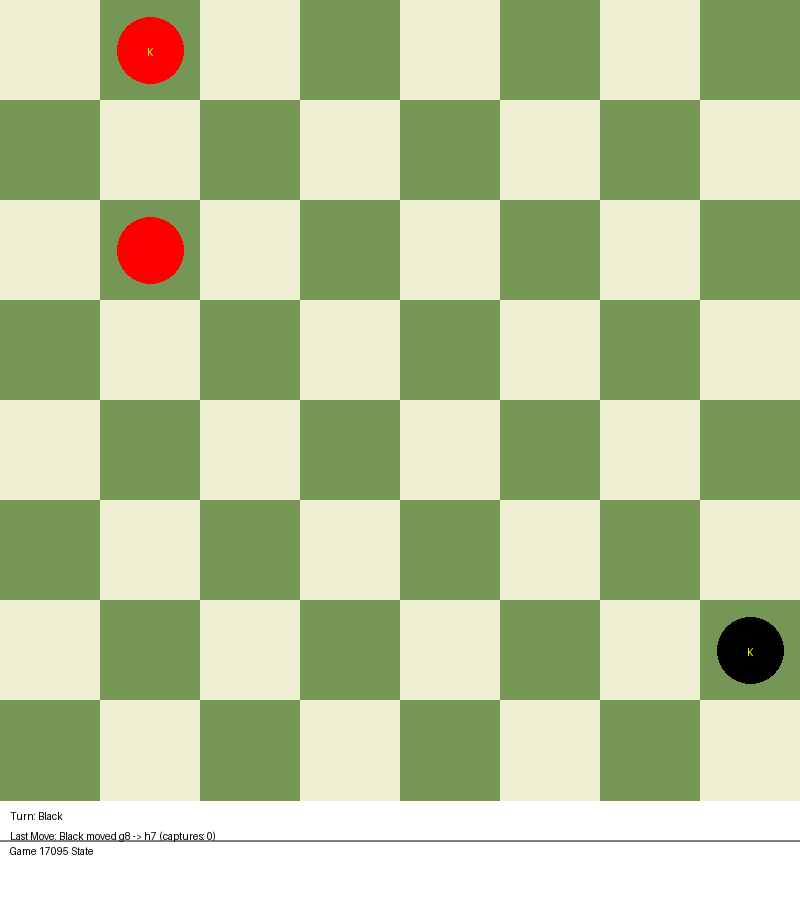 K
K
Turn: Black
Last Move: Black moved g8 -> h7 (captures: 0)
Game 17095 State